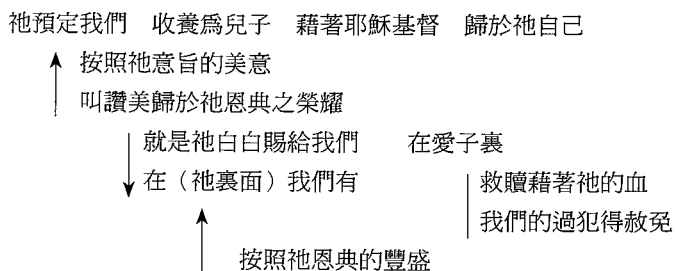 祂預定我們 收養爲兒子 藉著耶穌基督 歸於祂自己
按照祂意旨的美意
叫讚美歸於祂恩典之榮耀
就是祂白白賜給我們 在愛子裏
在（祂裏面）我們有 救贖藉著祂的血
我們的過犯得赦免
按照祂恩典的豐盛